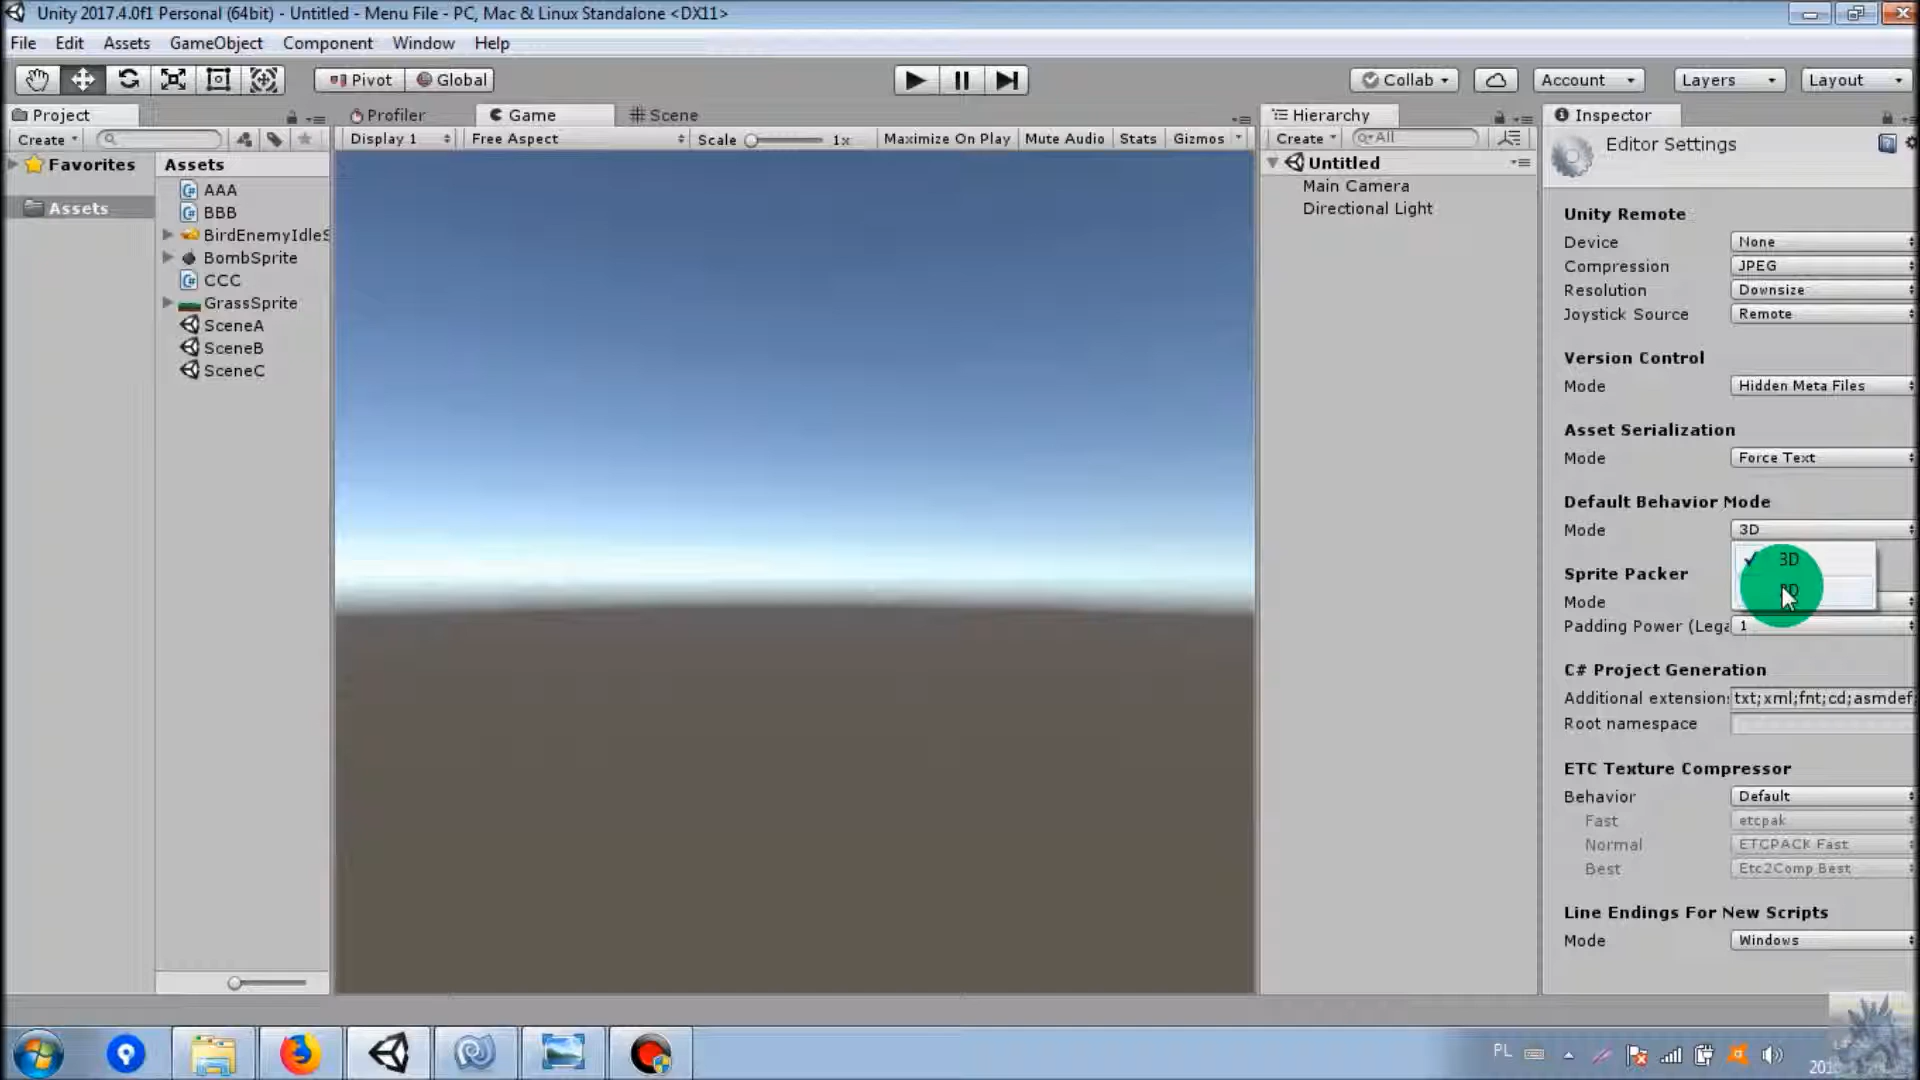 Unity 2017.4.0f1 Personal (64bit) - Untitled - Menu File - PC, Mac & Linux Standalone <DX11>
File Edit Assets GameObject Component Window Help
Pivot Global Collab Account Layers Layout
Project Profiler Game Scene Hierarchy Inspector
Create Display 1 Free Aspect Scale 1x Maximize On Play Mute Audio Stats Gizmos Create All
Editor Settings
Favorites
Assets
Assets
AAA
BBB
BirdEnemyIdleS
BombSprite
CCC
GrassSprite
SceneA
SceneB
SceneC
Untitled
Main Camera
Directional Light
Unity Remote
Device None
Compression JPEG
Resolution Downsize
Joystick Source Remote
Version Control
Mode Hidden Meta Files
Asset Serialization
Mode Force Text
Default Behavior Mode
Mode 3D
3D
Sprite Packer
Mode
Padding Power (Lega 1
C# Project Generation
Additional extension: txt;xml;fnt;cd;asmdef;
Root namespace
ETC Texture Compressor
Behavior Default
Fast etcpak
Normal ETCPACK Fast
Best Etc2Comp Best
Line Endings For New Scripts
Mode Windows
PL